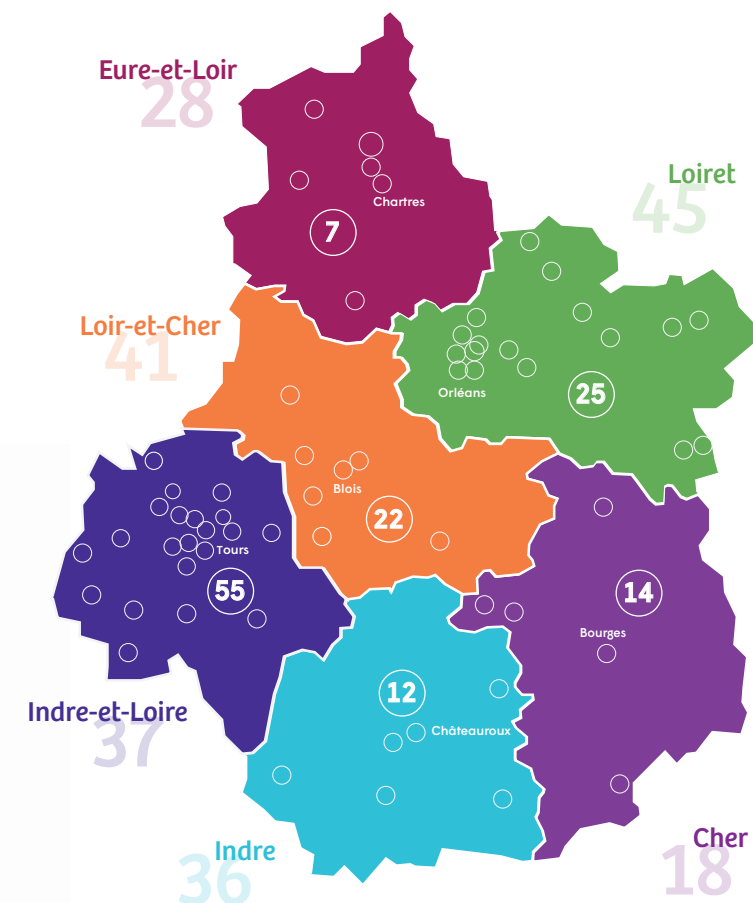 Eure-et-Loir
28
Chartres
7
Loiret
45
Loir-et-Cher
41
Orléans
25
Blois
22
Tours
55
14
Bourges
12
Châteauroux
Indre-et-Loire
37
Indre
36
Cher
18